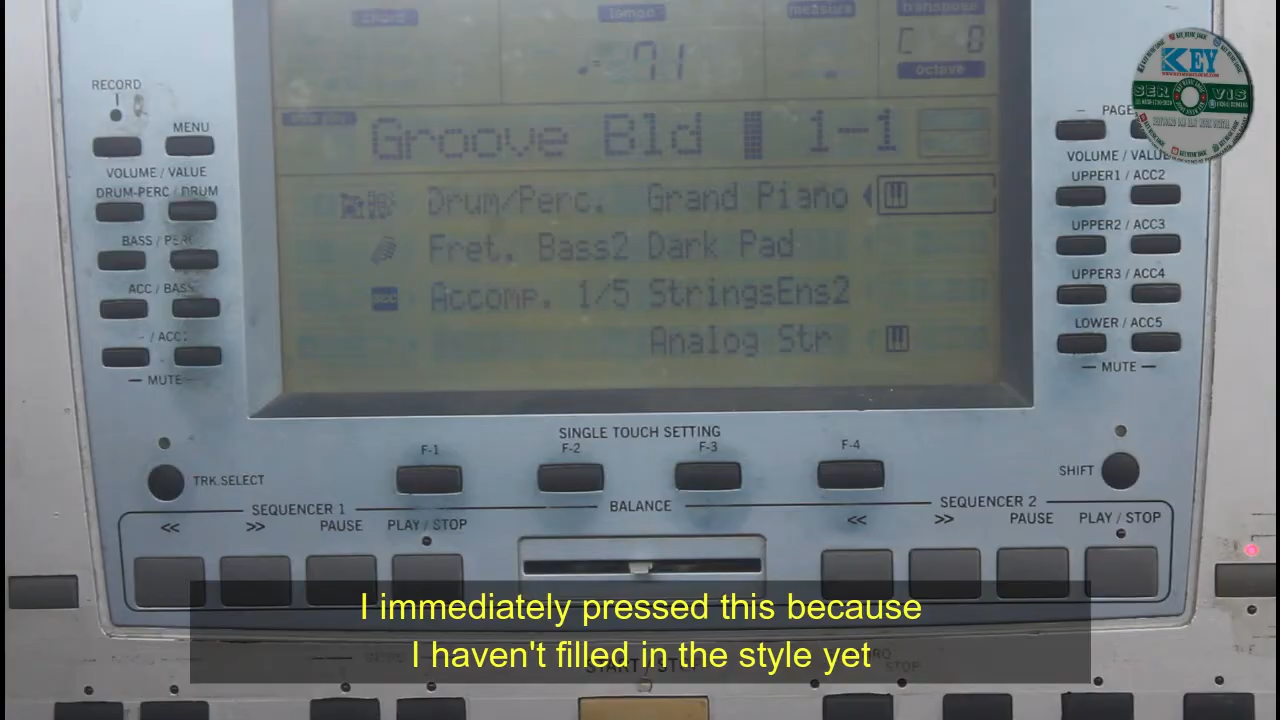 chord
tempo
measure
transpose
♩= 71
C 0
octave
RECORD
MENU
PAGE
KEY
SER VIS
VOLUME / VALUE
VOLUME / VALUE
Groove Bld 1-1
DRUM-PERC / DRUM
UPPER1 / ACC2
Drum/Perc. Grand Piano
BASS / PERC
UPPER2 / ACC3
Fret. Bass2 Dark Pad
ACC / BASS
UPPER3 / ACC4
ACC
Accomp. 1/5 StringsEns2
- / ACC1
LOWER / ACC5
Analog Str
MUTE
MUTE
SINGLE TOUCH SETTING
F-1
F-2
F-3
F-4
TRK.SELECT
SHIFT
SEQUENCER 1
BALANCE
SEQUENCER 2
<< >> PAUSE PLAY / STOP
<< >> PAUSE PLAY / STOP
I immediately pressed this because
I haven't filled in the style yet